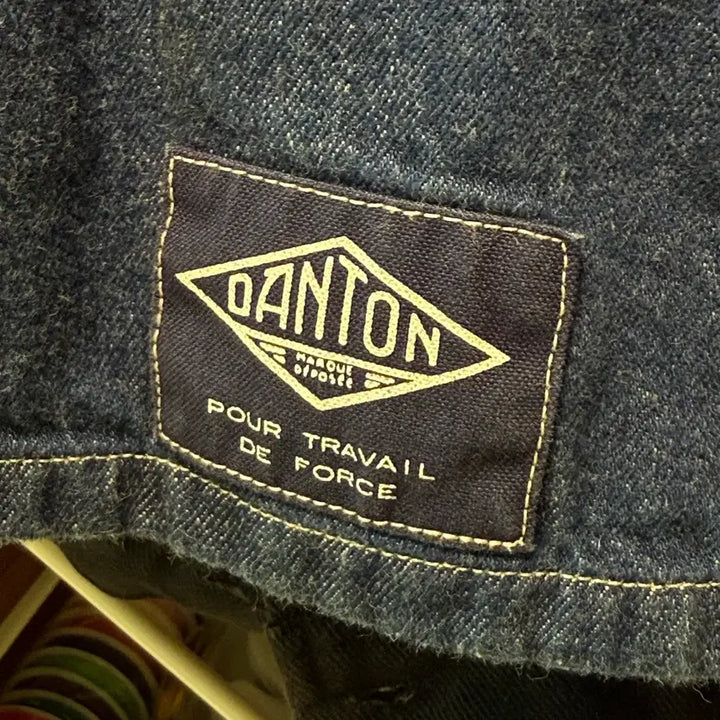 DANTON
MARQUE
DÉPOSÉE
POUR TRAVAIL
DE FORCE